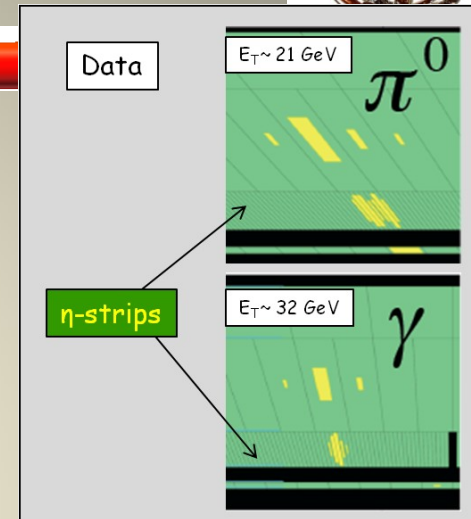 Data
E_T~ 21 GeV
π⁰
η-strips
E_T~ 32 GeV
γ